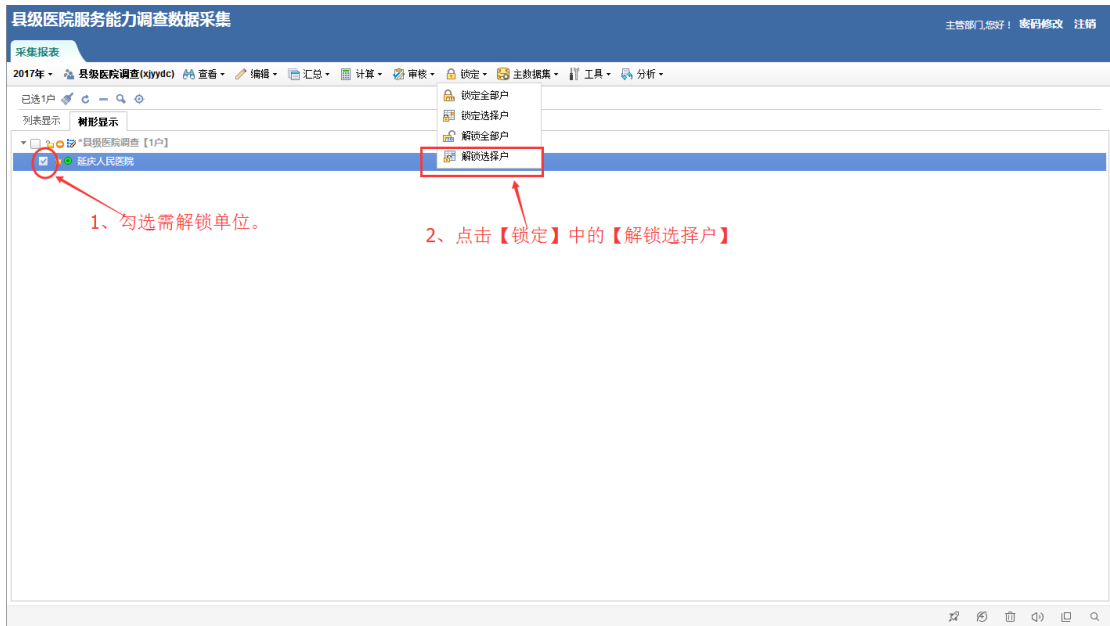 县级医院服务能力调查数据采集
主管部门,您好！ 密码修改 注销
采集报表
2017年 县级医院调查(xjyydc) 查看 编辑 汇总 计算 审核 锁定 主数据集 工具 分析
已选1户
锁定全部户
锁定选择户
解锁全部户
解锁选择户
列表显示 树形显示
*县级医院调查【1户】
延庆人民医院
1、勾选需解锁单位。
2、点击【锁定】中的【解锁选择户】